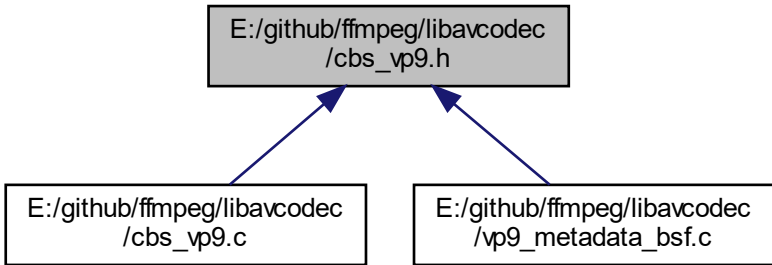 E:/github/ffmpeg/libavcodec
/cbs_vp9.h
E:/github/ffmpeg/libavcodec
/cbs_vp9.c
E:/github/ffmpeg/libavcodec
/vp9_metadata_bsf.c